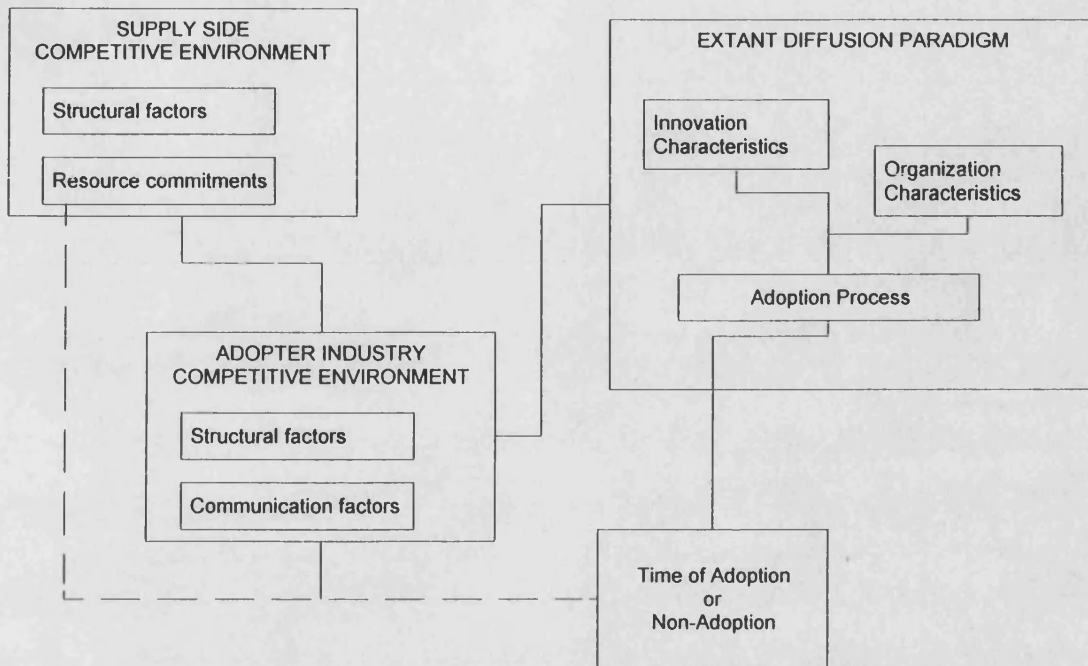 SUPPLY SIDE
COMPETITIVE ENVIRONMENT
Structural factors
Resource commitments
EXTANT DIFFUSION PARADIGM
Innovation
Characteristics
Organization
Characteristics
Adoption Process
ADOPTER INDUSTRY
COMPETITIVE ENVIRONMENT
Structural factors
Communication factors
Time of Adoption
or
Non-Adoption